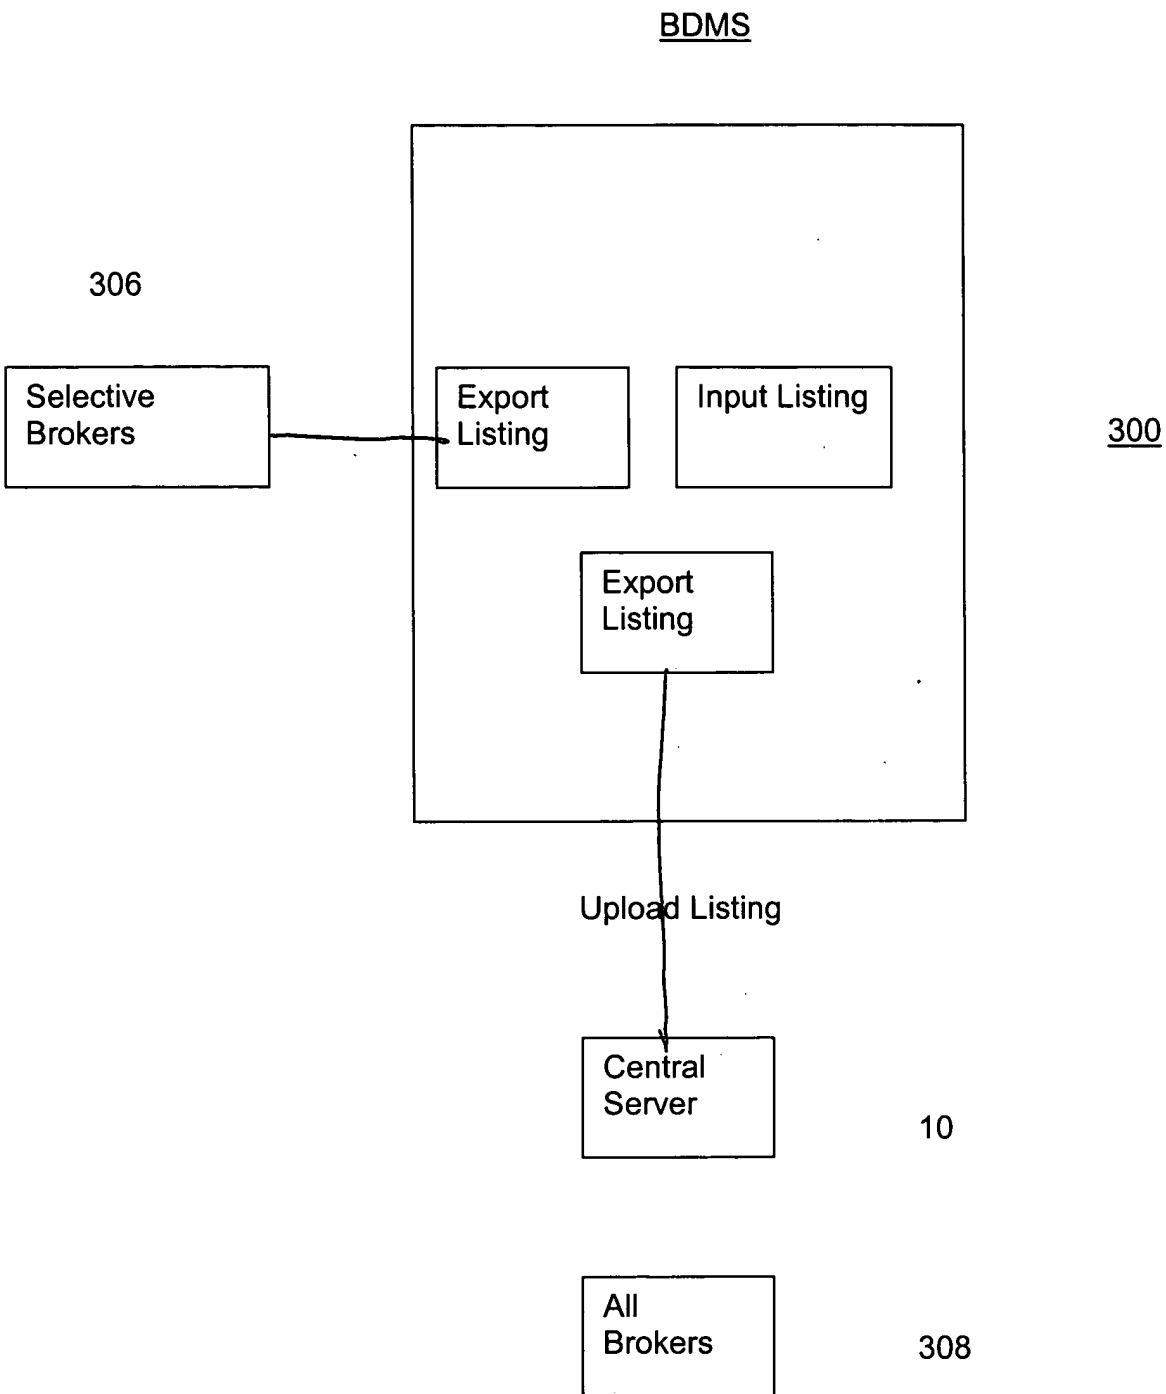 BDMS
306
Selective
Brokers
Export
Listing
Input Listing
300
Export
Listing
Upload Listing
Central
Server
10
All
Brokers
308